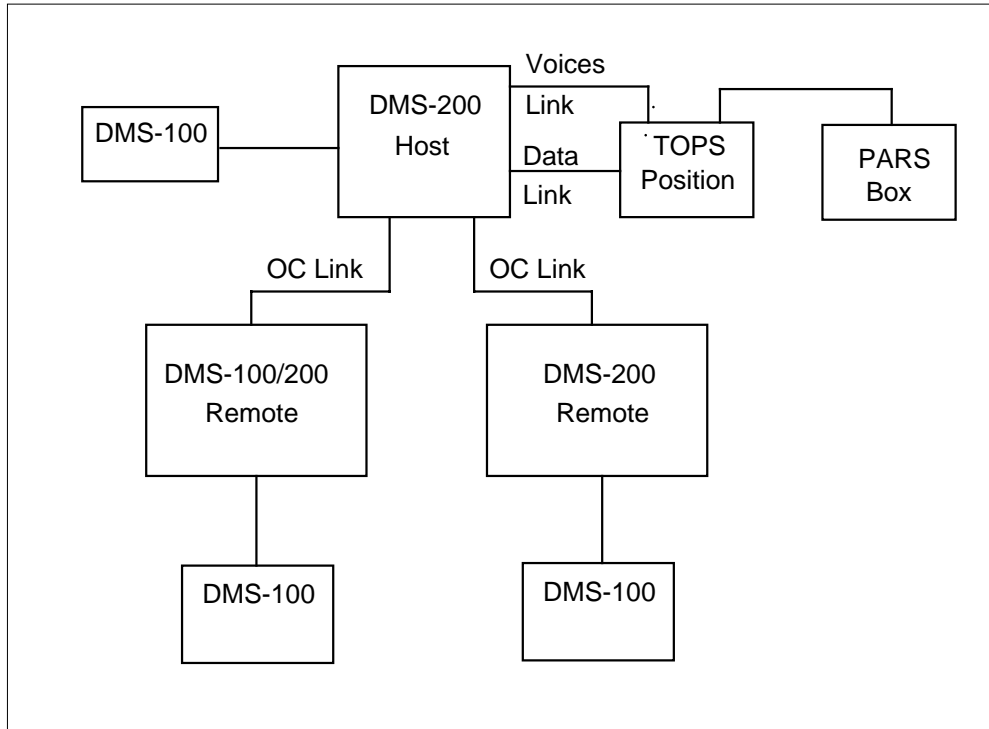 Voices
Link
DMS-200
Host
DMS-100
TOPS
Position
PARS
Box
Data
Link
OC Link
OC Link
DMS-100/200
Remote
DMS-200
Remote
DMS-100
DMS-100